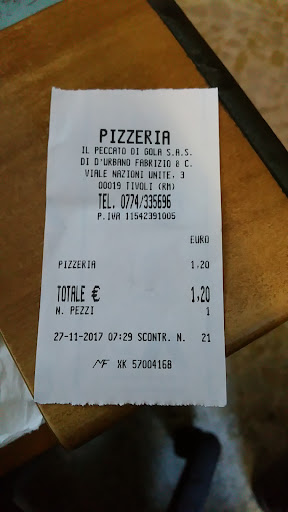 PIZZERIA
IL PECCATO DI GOLA S.A.S.
DI D'URBANO FABRIZIO & C.
VIALE NAZIONI UNITE, 3
00019 TIVOLI (RM)
TEL. 0774/335696
P.IVA 11542391005
EURO
PIZZERIA 1,20
TOTALE € 1,20
N. PEZZI 1
27-11-2017 07:29 SCONTR. N. 21
MF XK 57004168